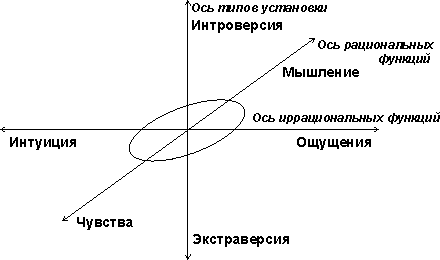 Ось типов установки
Интроверсия
Ось рациональных
функций
Мышление
Ось иррациональных функций
Интуиция
Ощущения
Чувства
Экстраверсия